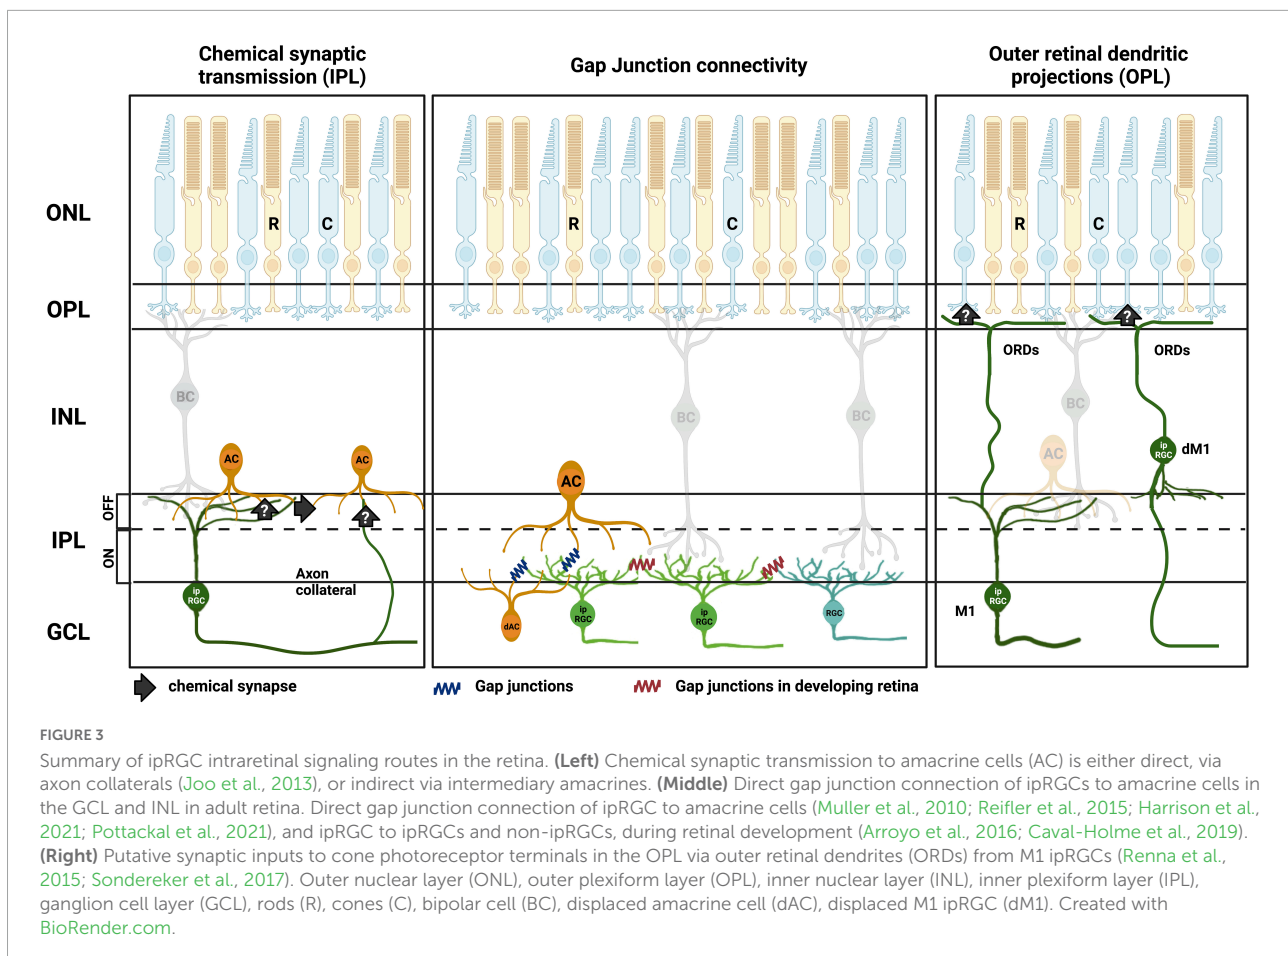 Chemical synaptic
transmission (IPL)
Gap Junction connectivity
Outer retinal dendritic
projections (OPL)
ONL
R
C
R
C
R
C
OPL
?
?
ORDs
ORDs
INL
BC
BC
BC
BC
AC
AC
AC
AC
ip
RGC
dM1
OFF
?
?
IPL
ON
Axon
collateral
ip
RGC
GCL
dAC
ip
RGC
ip
RGC
RGC
M1
ip
RGC
chemical synapse
Gap junctions
Gap junctions in developing retina
FIGURE 3
Summary of ipRGC intraretinal signaling routes in the retina. (Left) Chemical synaptic transmission to amacrine cells (AC) is either direct, via
axon collaterals (Joo et al., 2013), or indirect via intermediary amacrines. (Middle) Direct gap junction connection of ipRGCs to amacrine cells in
the GCL and INL in adult retina. Direct gap junction connection of ipRGC to amacrine cells (Muller et al., 2010; Reifler et al., 2015; Harrison et al.,
2021; Pottackal et al., 2021), and ipRGC to ipRGCs and non-ipRGCs, during retinal development (Arroyo et al., 2016; Caval-Holme et al., 2019).
(Right) Putative synaptic inputs to cone photoreceptor terminals in the OPL via outer retinal dendrites (ORDs) from M1 ipRGCs (Renna et al.,
2015; Sondereker et al., 2017). Outer nuclear layer (ONL), outer plexiform layer (OPL), inner nuclear layer (INL), inner plexiform layer (IPL),
ganglion cell layer (GCL), rods (R), cones (C), bipolar cell (BC), displaced amacrine cell (dAC), displaced M1 ipRGC (dM1). Created with
BioRender.com.